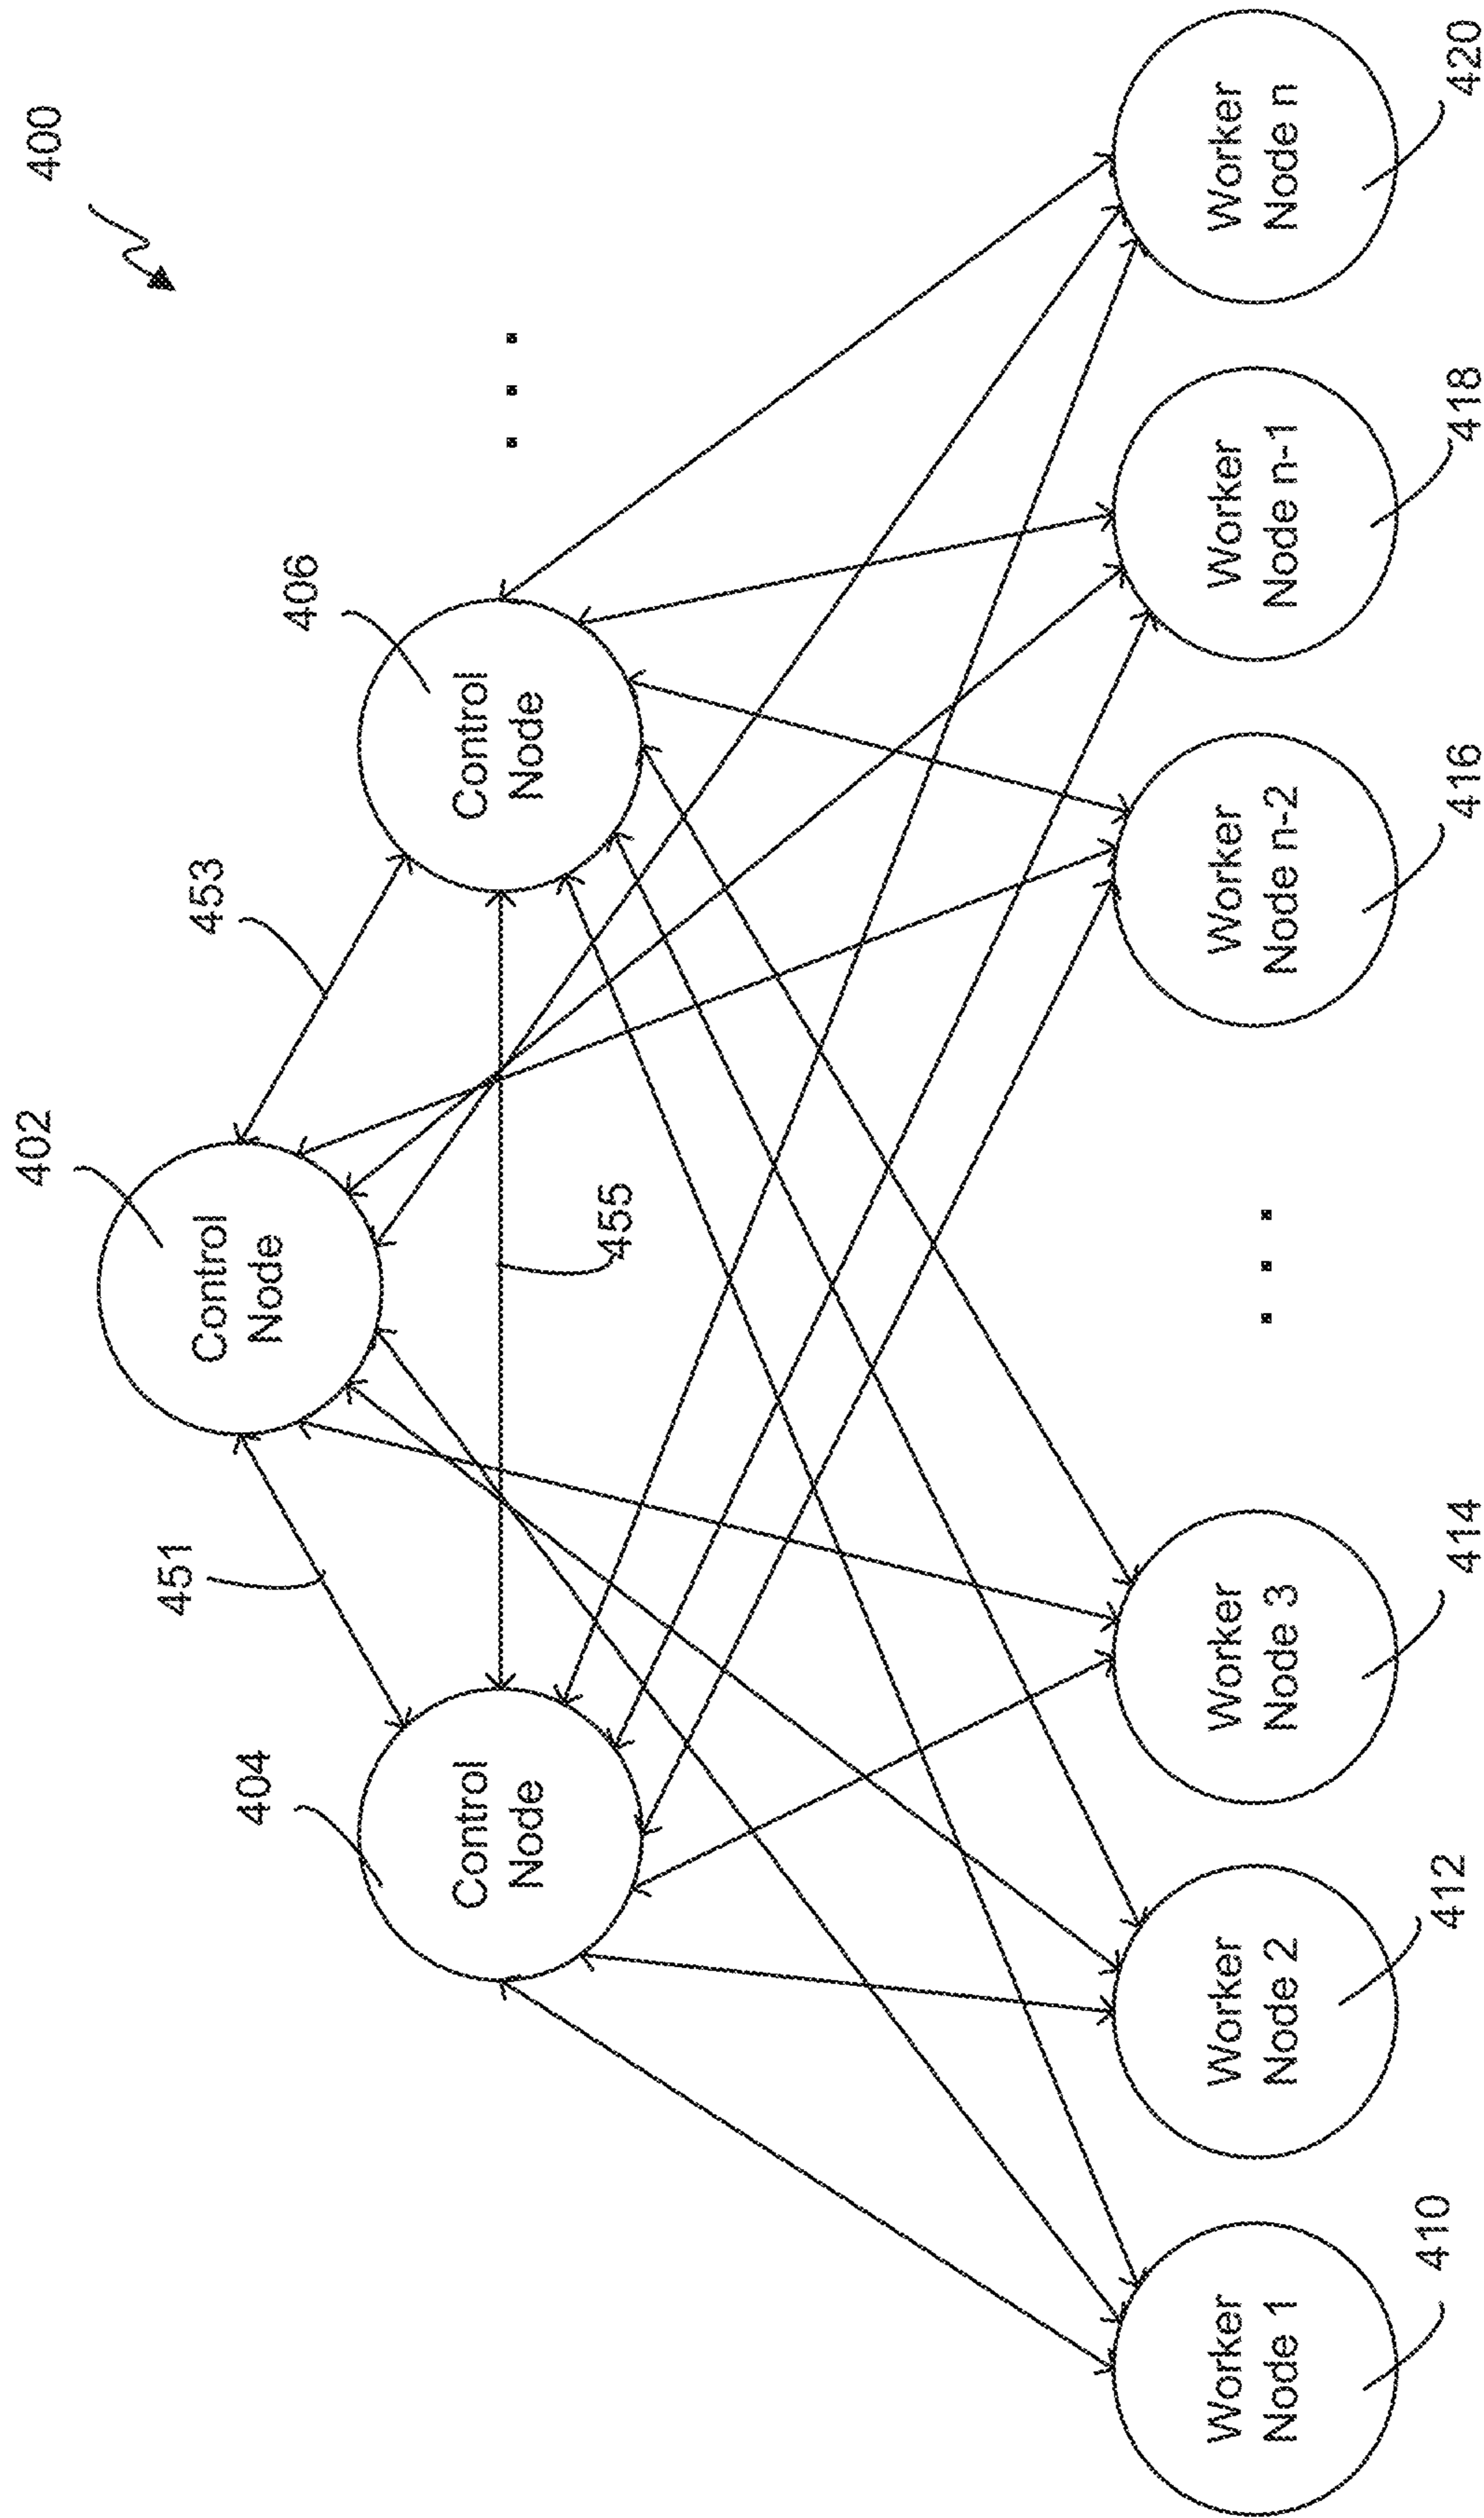 400
402
Control
Node
451
453
404
Control
Node
406
Control
Node
. . .
455
Worker
Node 1
Worker
Node 2
Worker
Node 3
. . .
Worker
Node n-2
Worker
Node n-1
Worker
Node n
410
412
414
416
418
420